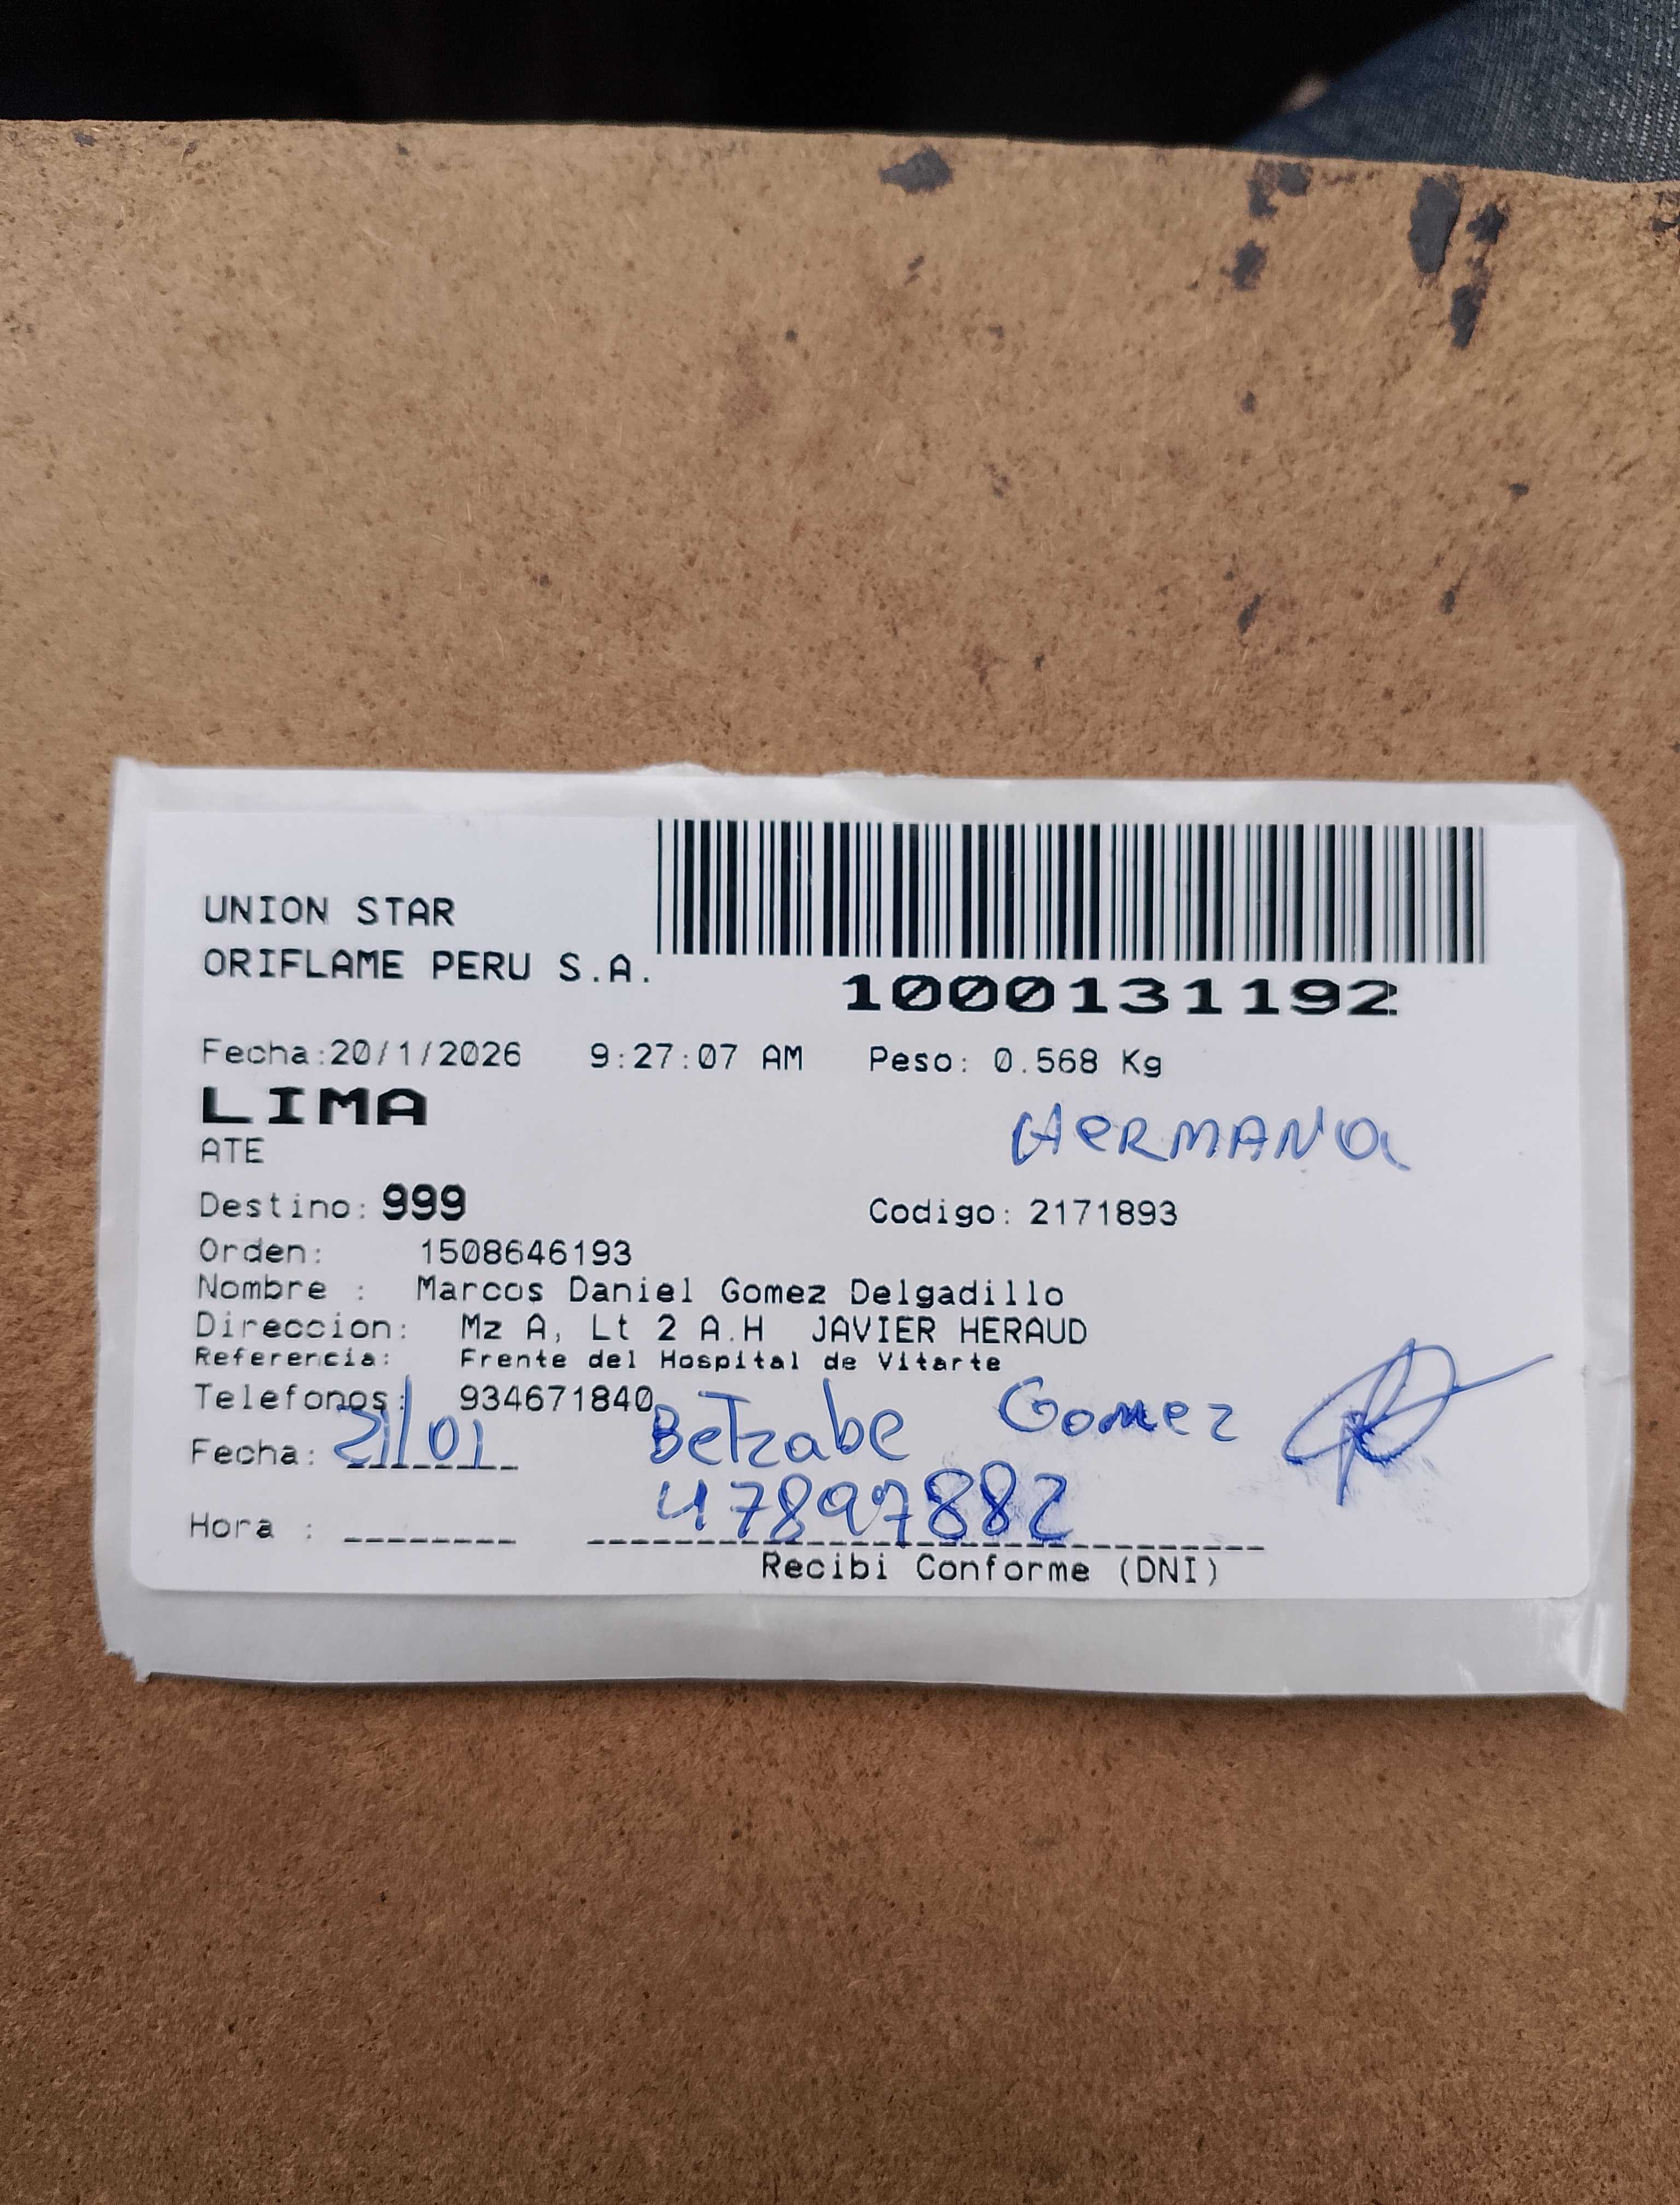 UNION STAR
ORIFLAME PERU S.A.
1000131192
Fecha:20/1/2026 9:27:07 AM Peso: 0.568 Kg
LIMA
HERMANA
ATE
Destino: 999 Codigo: 2171893
Orden: 1508646193
Nombre : Marcos Daniel Gomez Delgadillo
Direccion: Mz A, Lt 2 A.H JAVIER HERAUD
Referencia: Frente del Hospital de Vitarte
Telefonos: 934671840
Fecha: 21/01 Betzabe Gomez
47897882
Hora :
Recibi Conforme (DNI)